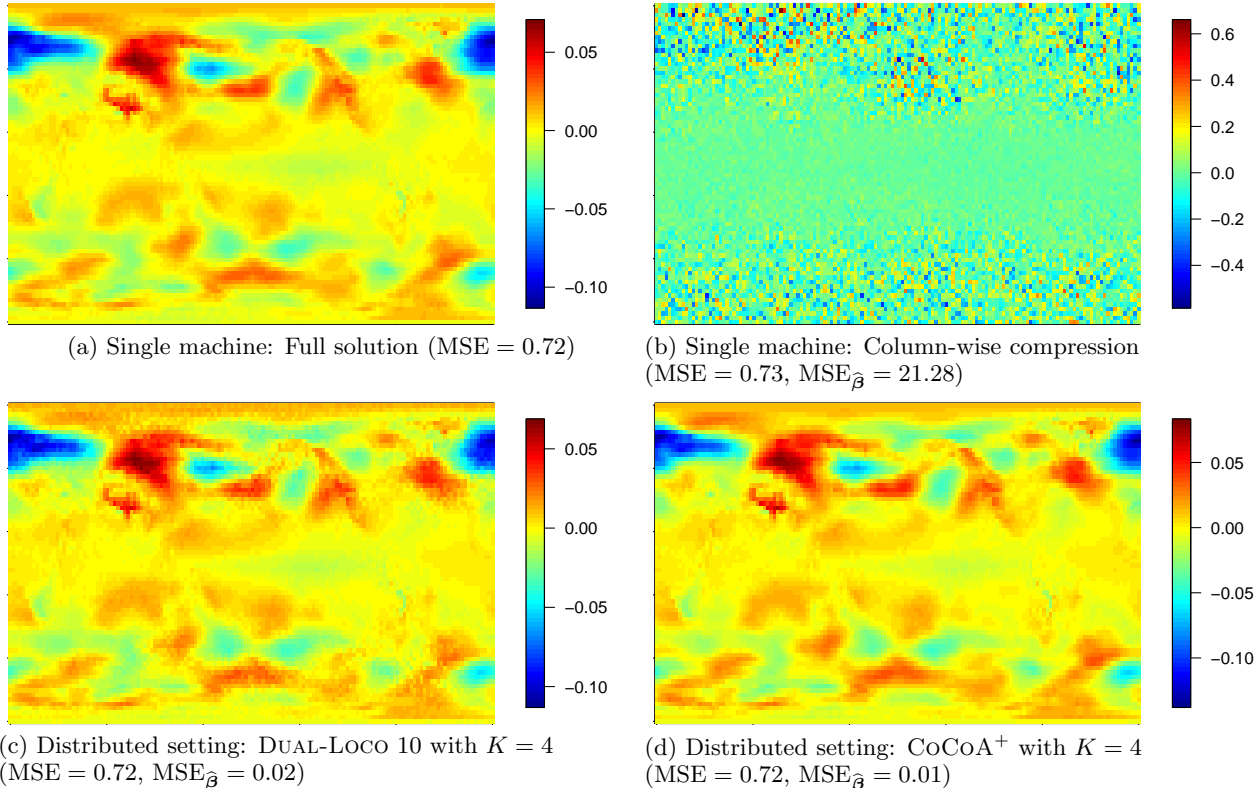 0.05
0.00
−0.05
−0.10
0.6
0.4
0.2
0.0
−0.2
−0.4
(a) Single machine: Full solution (MSE = 0.72)
(b) Single machine: Column-wise compression
(MSE = 0.73, MSE_β̂ = 21.28)
0.05
0.00
−0.05
−0.10
0.05
0.00
−0.05
−0.10
(c) Distributed setting: DUAL-LOCO 10 with K = 4
(MSE = 0.72, MSE_β̂ = 0.02)
(d) Distributed setting: COCOA⁺ with K = 4
(MSE = 0.72, MSE_β̂ = 0.01)